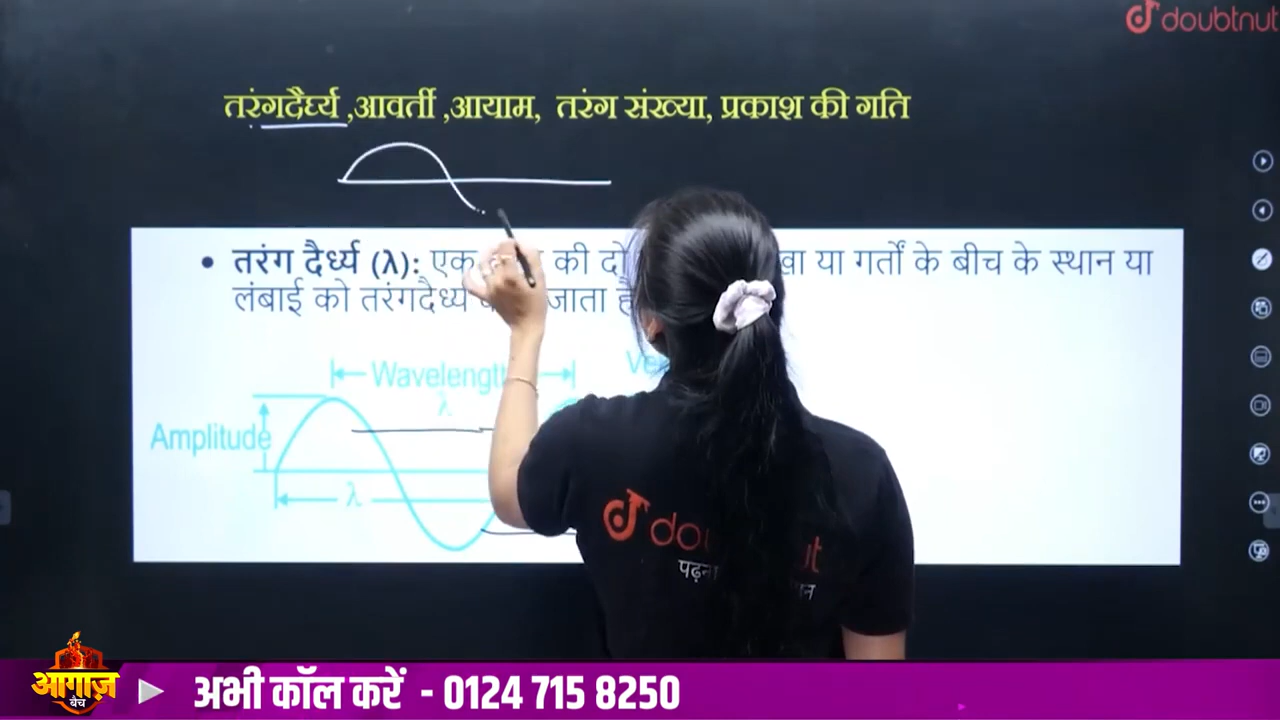 doubtnut
तरंगदैर्ध्य ,आवर्ती ,आयाम, तरंग संख्या, प्रकाश की गति
• तरंग दैर्ध्य (λ): एक की दो या गर्तों के बीच के स्थान या
लंबाई को तरंगदैर्ध्य जाता
Wavelength
λ
Amplitude
λ
आगाज़
बैच
अभी कॉल करें - 0124 715 8250